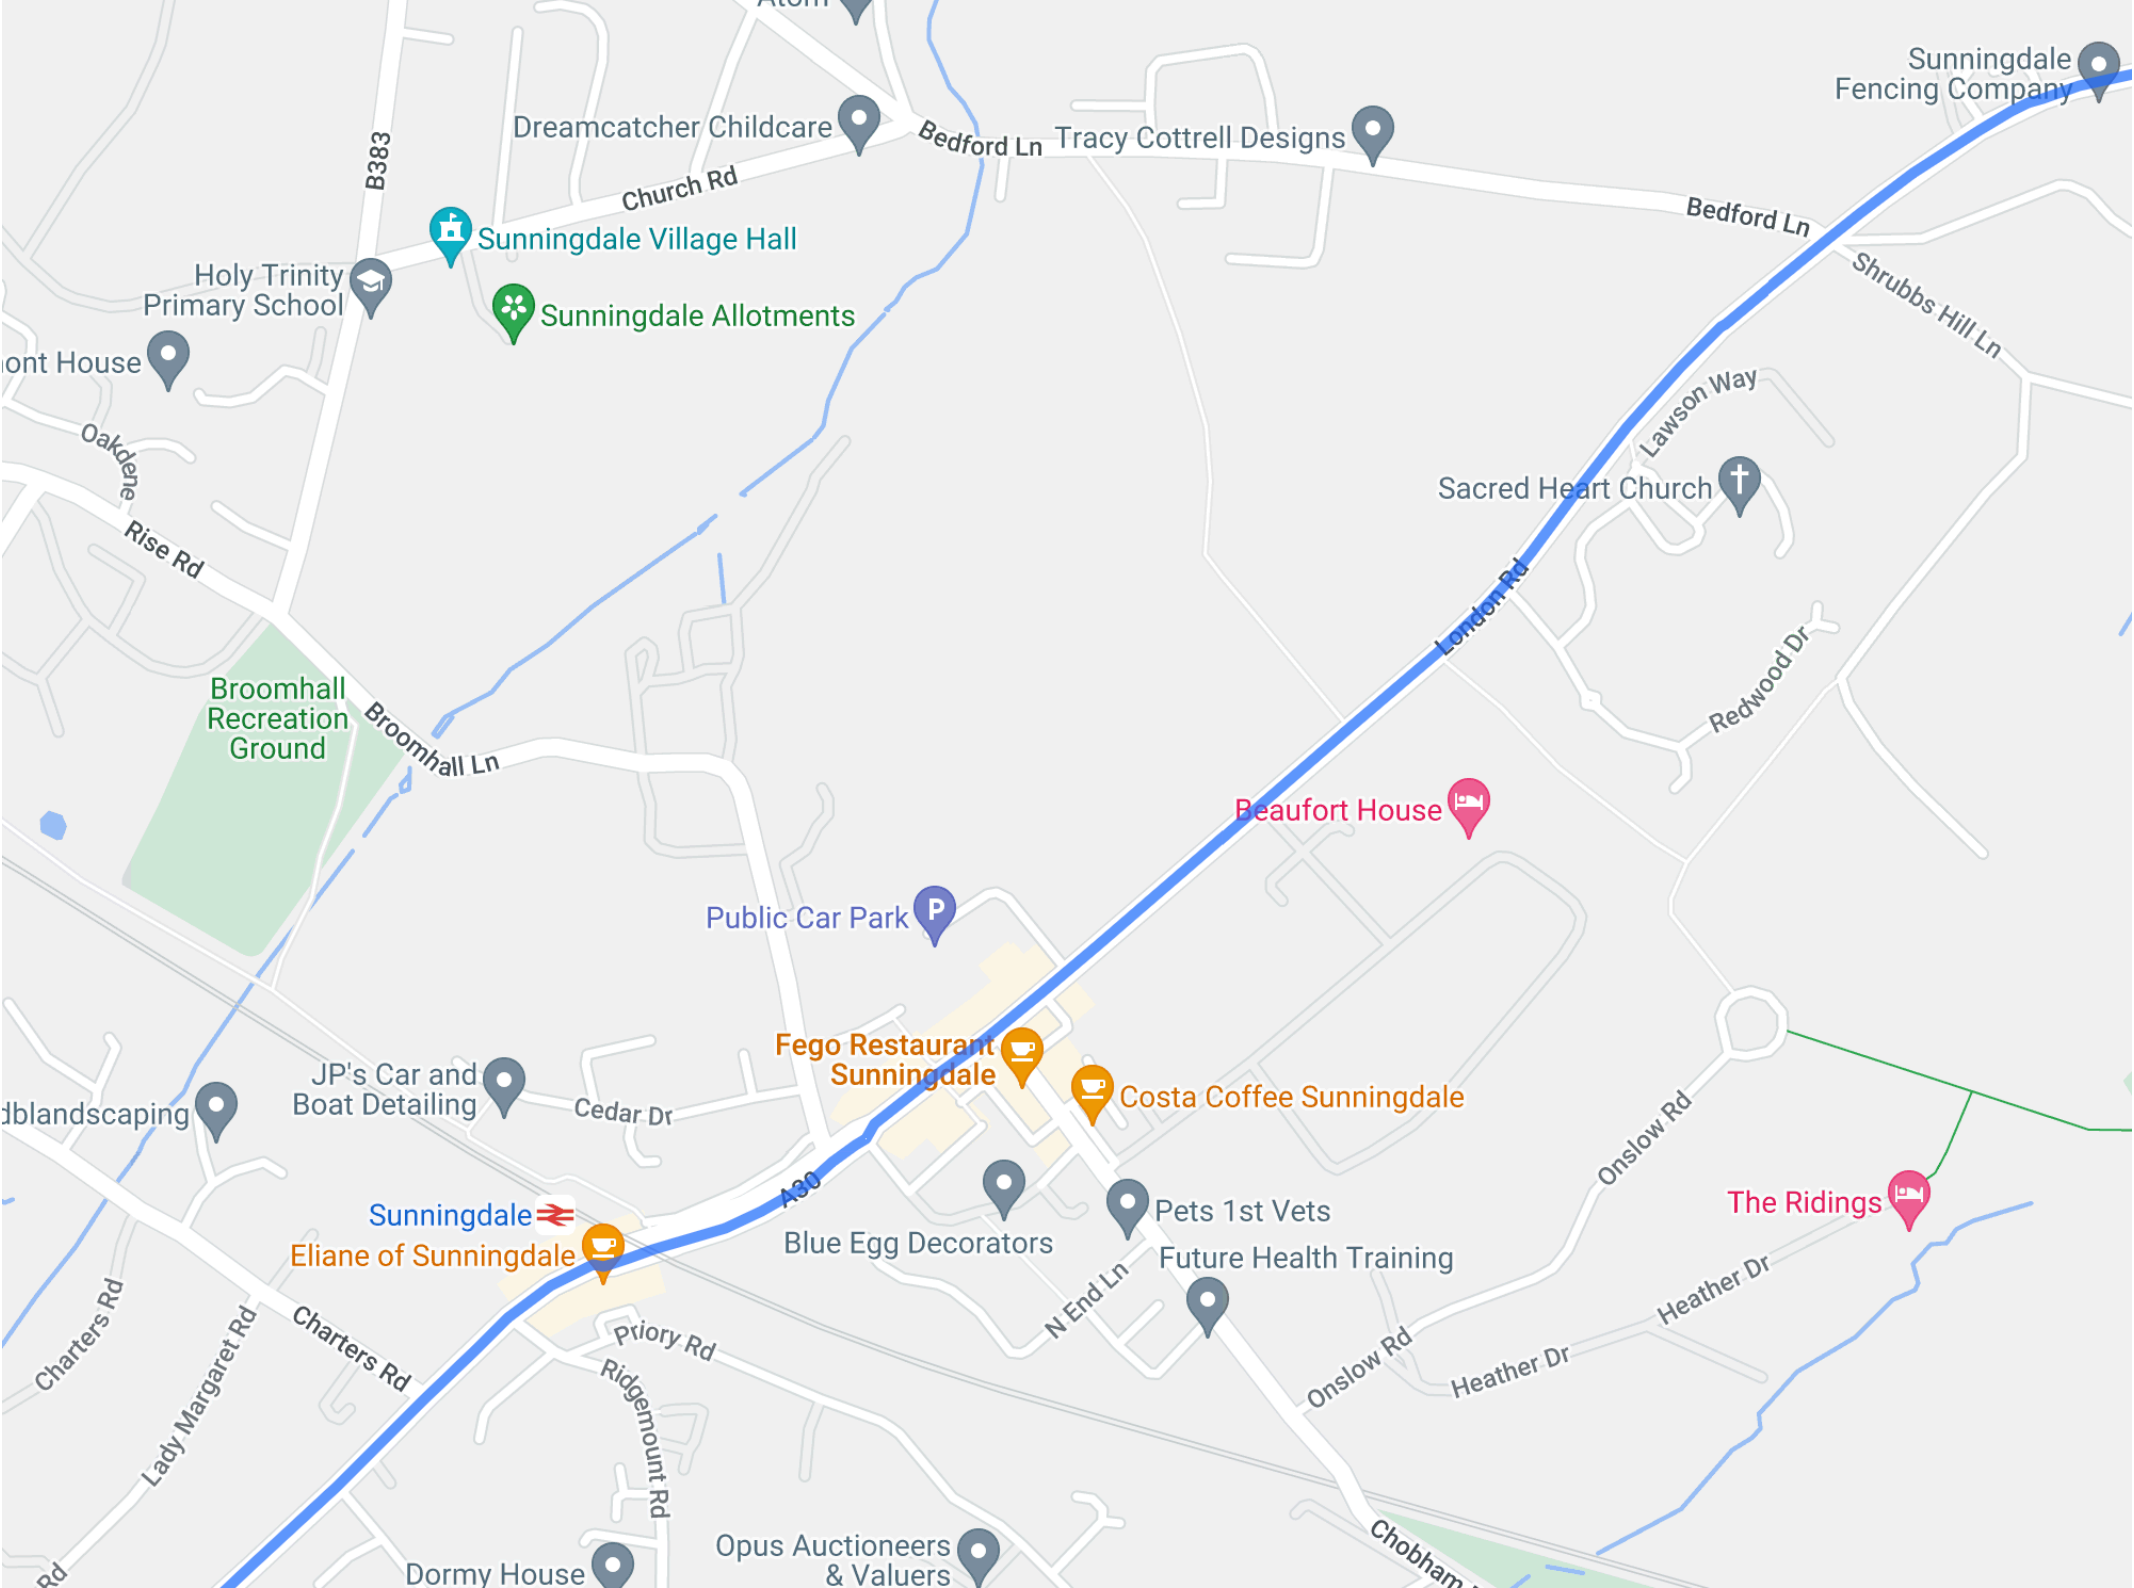 Atom
Sunningdale
Fencing Company
Dreamcatcher Childcare
Bedford Ln
Tracy Cottrell Designs
B383
Church Rd
Bedford Ln
Sunningdale Village Hall
Holy Trinity
Primary School
Shrubbs Hill Ln
Sunningdale Allotments
ont House
Lawson Way
Oakdene
Sacred Heart Church
Rise Rd
London Rd
Redwood Dr
Broomhall
Recreation
Ground
Broomhall Ln
Beaufort House
P
Public Car Park
Fego Restaurant
Sunningdale
JP's Car and
Boat Detailing
Costa Coffee Sunningdale
dblandscaping
Cedar Dr
Onslow Rd
A30
The Ridings
Sunningdale
Pets 1st Vets
Blue Egg Decorators
Eliane of Sunningdale
Future Health Training
N End Ln
Heather Dr
Charters Rd
Lady Margaret Rd
Charters Rd
Priory Rd
Onslow Rd
Heather Dr
Ridgemount Rd
Chobham
Opus Auctioneers
& Valuers
Dormy House
Rd